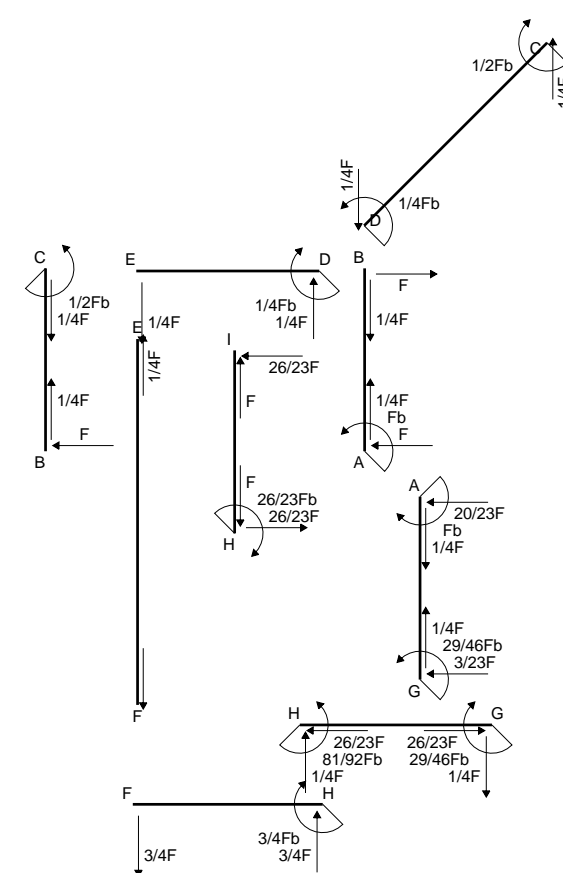 C
1/2Fb
1/4F
1/4F
1/4Fb
D
C
1/2Fb
1/4F
1/4F
F
B
E
D
1/4Fb
1/4F
1/4F
B
F
1/4F
1/4F
Fb
F
A
E
1/4F
F
I
26/23F
F
F
26/23Fb
26/23F
H
A
20/23F
Fb
1/4F
1/4F
29/46Fb
3/23F
G
H
G
26/23F
26/23F
81/92Fb
29/46Fb
1/4F
1/4F
F
H
3/4Fb
3/4F
3/4F